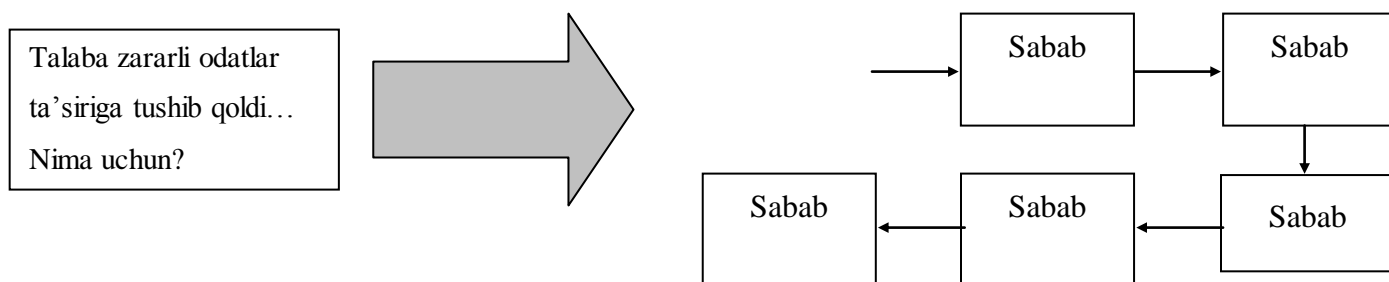 Talaba zararli odatlar
ta’siriga tushib qoldi…
Nima uchun?
Sabab
Sabab
Sabab
Sabab
Sabab